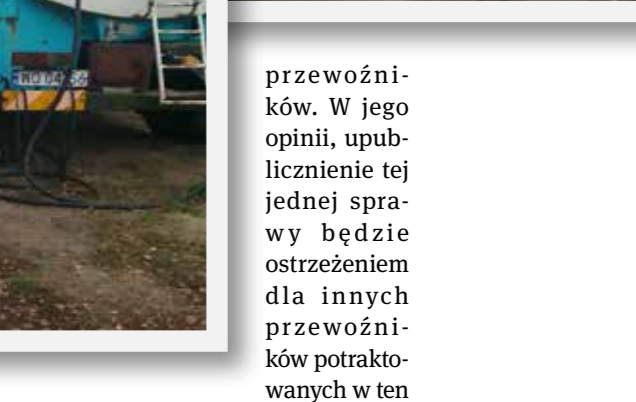 przewoźni-
ków. W jego
opinii, upub-
licznienie tej
jednej spra-
wy będzie
ostrzeżeniem
dla innych
przewoźni-
ków potrakto-
wanych w ten